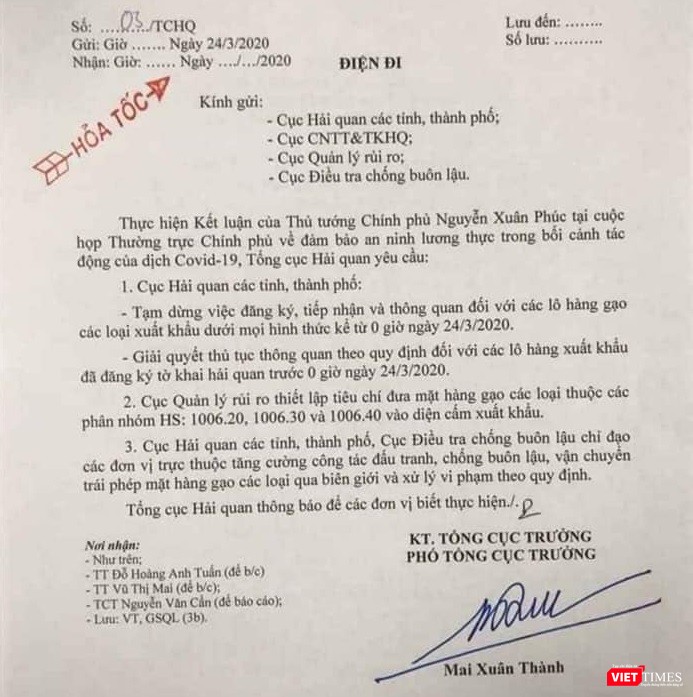 Số: ....03.../TCHQ
Gửi: Giờ ....... Ngày 24/3/2020
Nhận: Giờ: ...... Ngày ..../.../2020
Lưu đến: ........
Số lưu: ..........
ĐIỆN ĐI
HỎA TỐC
Kính gửi:
- Cục Hải quan các tỉnh, thành phố;
- Cục CNTT&TKHQ;
- Cục Quản lý rủi ro;
- Cục Điều tra chống buôn lậu.
Thực hiện Kết luận của Thủ tướng Chính phủ Nguyễn Xuân Phúc tại cuộc
họp Thường trực Chính phủ về đảm bảo an ninh lương thực trong bối cảnh tác
động của dịch Covid-19, Tổng cục Hải quan yêu cầu:
1. Cục Hải quan các tỉnh, thành phố:
- Tạm dừng việc đăng ký, tiếp nhận và thông quan đối với các lô hàng gạo
các loại xuất khẩu dưới mọi hình thức kể từ 0 giờ ngày 24/3/2020.
- Giải quyết thủ tục thông quan theo quy định đối với các lô hàng xuất khẩu
đã đăng ký tờ khai hải quan trước 0 giờ ngày 24/3/2020.
2. Cục Quản lý rủi ro thiết lập tiêu chí đưa mặt hàng gạo các loại thuộc các
phân nhóm HS: 1006.20, 1006.30 và 1006.40 vào diện cấm xuất khẩu.
3. Cục Hải quan các tỉnh, thành phố, Cục Điều tra chống buôn lậu chỉ đạo
các đơn vị trực thuộc tăng cường công tác đấu tranh, chống buôn lậu, vận chuyển
trái phép mặt hàng gạo các loại qua biên giới và xử lý vi phạm theo quy định.
Tổng cục Hải quan thông báo để các đơn vị biết thực hiện./.
Nơi nhận:
- Như trên;
- TT Đỗ Hoàng Anh Tuấn (để b/c)
- TT Vũ Thị Mai (để b/c);
- TCT Nguyễn Văn Cẩn (để báo cáo);
- Lưu: VT, GSQL (3b).
KT. TỔNG CỤC TRƯỞNG
PHÓ TỔNG CỤC TRƯỞNG
Mai Xuân Thành
VIETTIMES